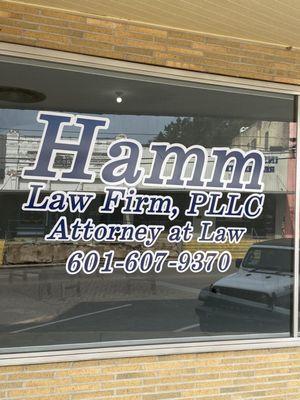 Hamm
Law Firm, PLLC
Attorney at Law
601-607-9370